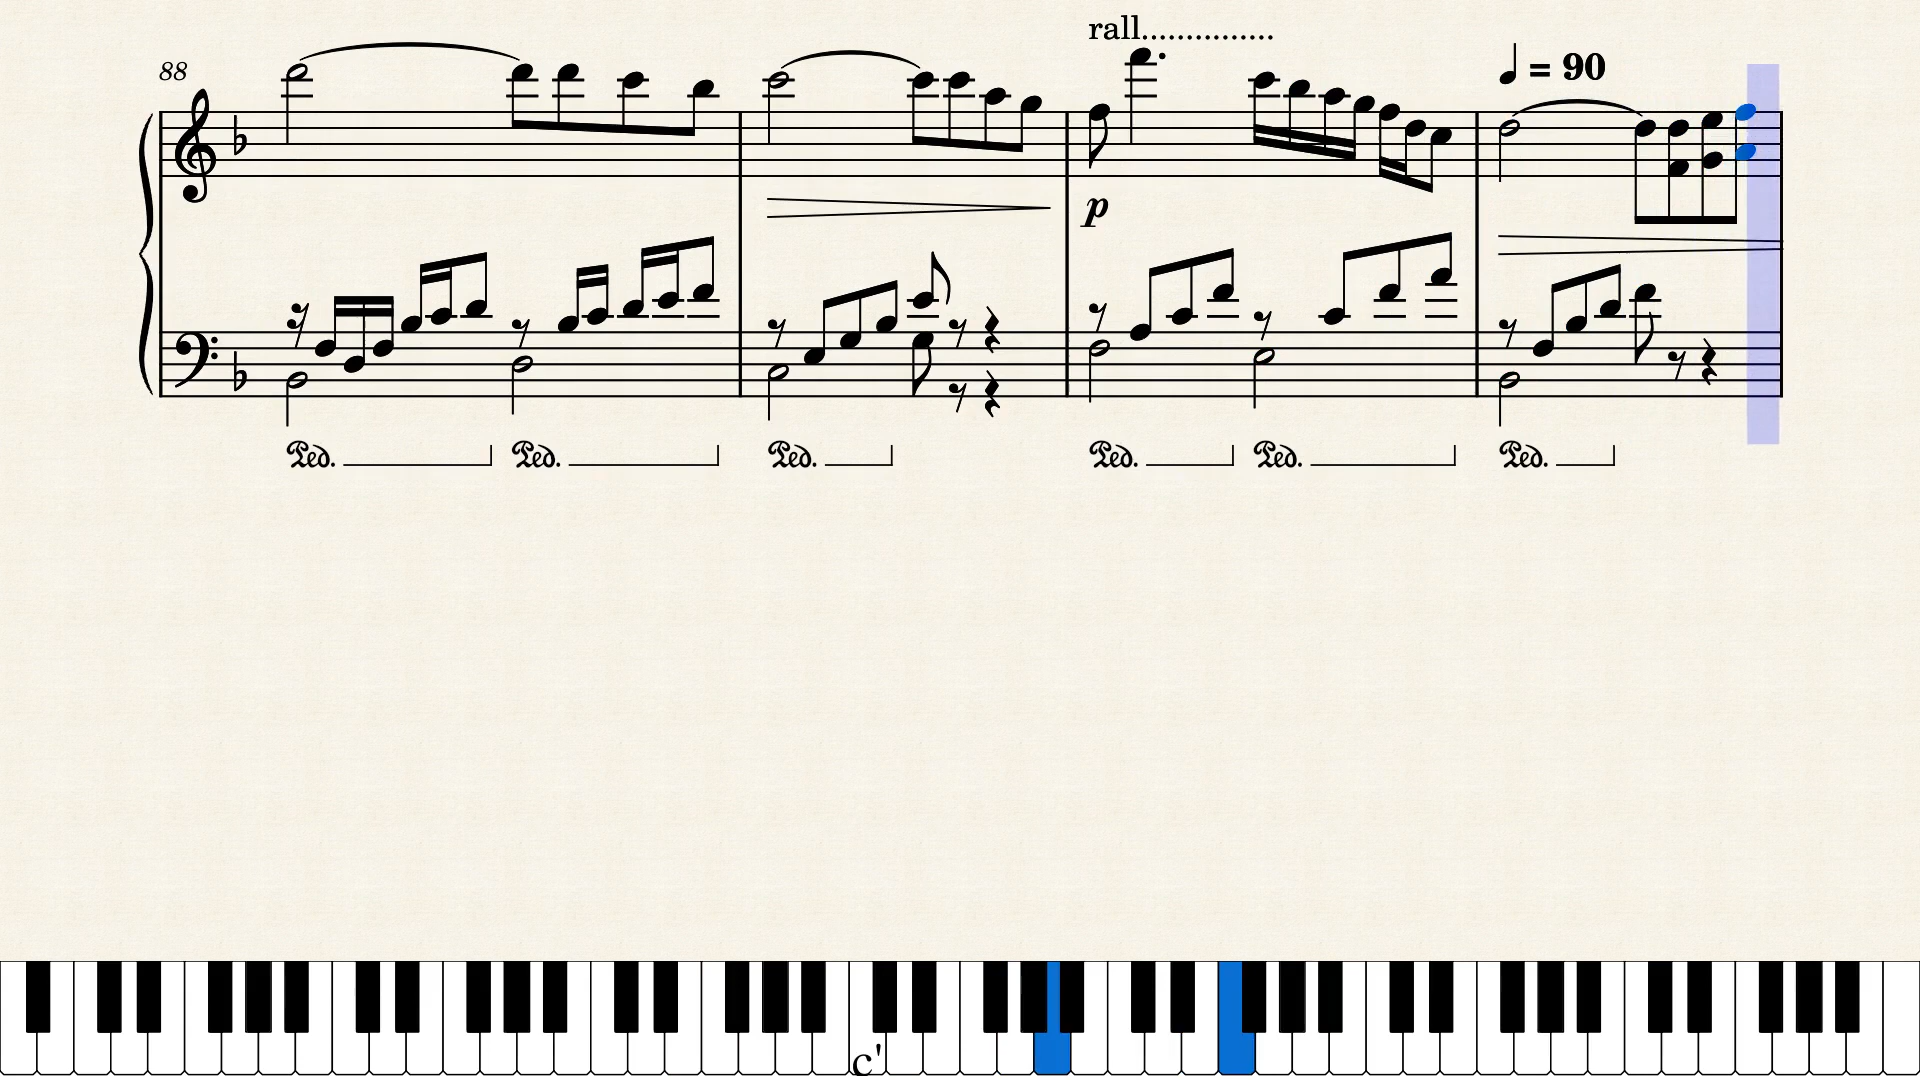 rall...............
88
= 90
p
Ped. Ped. Ped. Ped. Ped. Ped.
c'